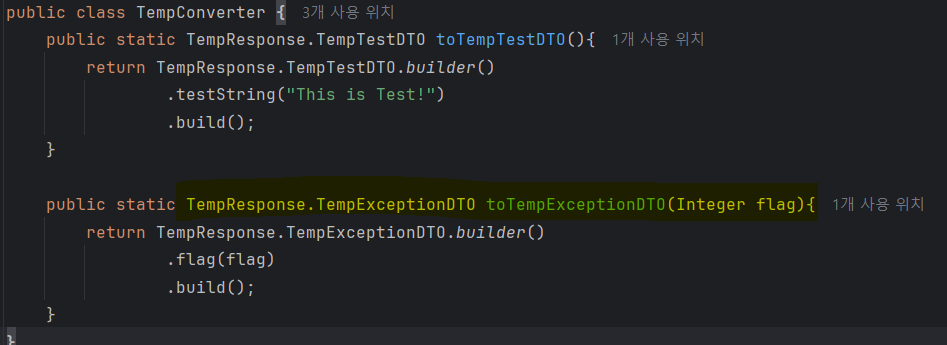 public class TempConverter { 3개 사용 위치
public static TempResponse.TempTestDTO toTempTestDTO(){ 1개 사용 위치
return TempResponse.TempTestDTO.builder()
.testString("This is Test!")
.build();
}
public static TempResponse.TempExceptionDTO toTempExceptionDTO(Integer flag){ 1개 사용 위치
return TempResponse.TempExceptionDTO.builder()
.flag(flag)
.build();
}
}